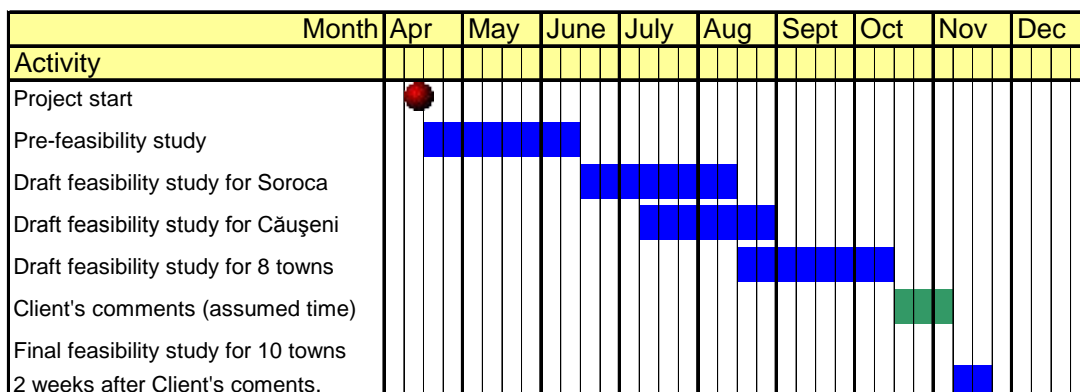 Month Apr May June July Aug Sept Oct Nov Dec
Activity
Project start
Pre-feasibility study
Draft feasibility study for Soroca
Draft feasibility study for Căuşeni
Draft feasibility study for 8 towns
Client's comments (assumed time)
Final feasibility study for 10 towns
2 weeks after Client's coments.